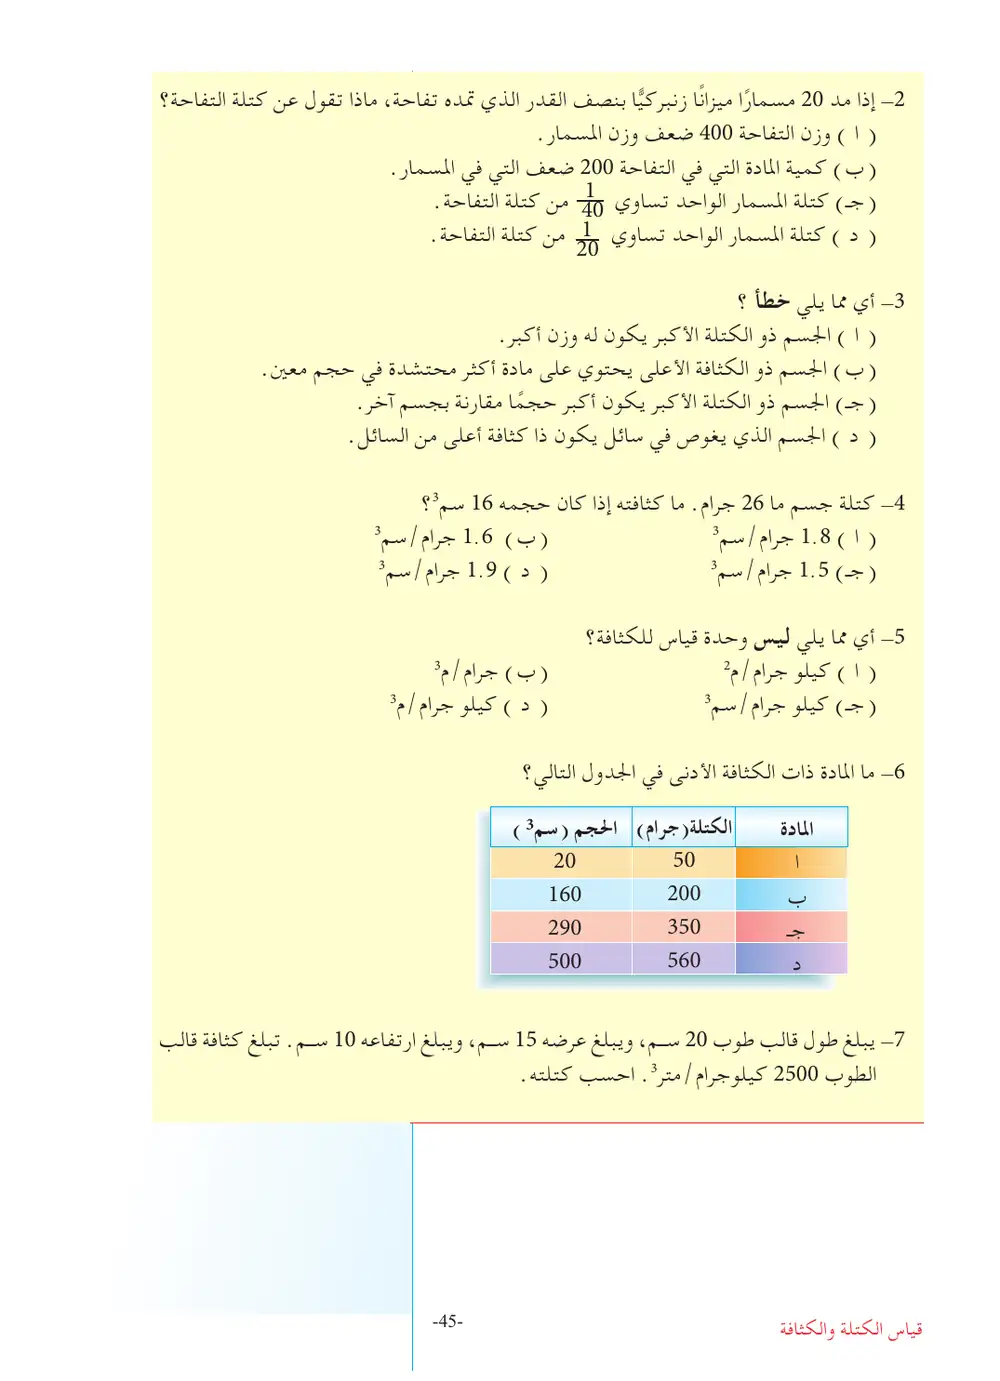 2– إذا مد 20 مسمارًا ميزانًا زنبركيًّا بنصف القدر الذي تمده تفاحة، ماذا تقول عن كتلة التفاحة؟
( ا ) وزن التفاحة 400 ضعف وزن المسمار.
(ب) كمية المادة التي في التفاحة 200 ضعف التي في المسمار.
(جـ) كتلة المسمار الواحد تساوي 1/40 من كتلة التفاحة.
( د ) كتلة المسمار الواحد تساوي 1/20 من كتلة التفاحة.
3– أي مما يلي خطأ ؟
( ا ) الجسم ذو الكتلة الأكبر يكون له وزن أكبر.
(ب) الجسم ذو الكثافة الأعلى يحتوي على مادة أكثر محتشدة في حجم معين.
(جـ) الجسم ذو الكتلة الأكبر يكون أكبر حجمًا مقارنة بجسم آخر.
( د ) الجسم الذي يغوص في سائل يكون ذا كثافة أعلى من السائل.
4– كتلة جسم ما 26 جرام. ما كثافته إذا كان حجمه 16 سم³؟
( ا ) 1.8 جرام/سم³ (ب) 1.6 جرام/سم³
(جـ) 1.5 جرام/سم³ ( د ) 1.9 جرام/سم³
5– أي مما يلي ليس وحدة قياس للكثافة؟
( ا ) كيلو جرام/م² (ب) جرام/م³
(جـ) كيلو جرام/سم³ ( د ) كيلو جرام/م³
6– ما المادة ذات الكثافة الأدنى في الجدول التالي؟
المادة الكتلة(جرام) الحجم (سم³ )
ا 50 20
ب 200 160
جـ 350 290
د 560 500
7– يبلغ طول قالب طوب 20 سـم، ويبلغ عرضه 15 سـم، ويبلغ ارتفاعه 10 سـم. تبلغ كثافة قالب
الطوب 2500 كيلوجرام/متر³. احسب كتلته.
-45-
قياس الكتلة والكثافة